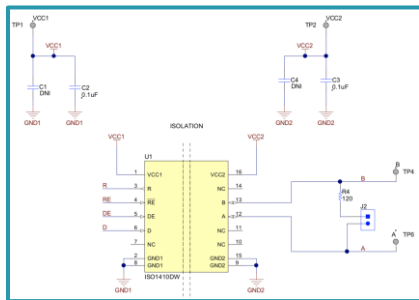 VCC1
TP1
VCC1
C1
DNI
C2
0.1uF
GND1
GND1
VCC2
TP2
VCC2
C4
DNI
C3
0.1uF
GND2
GND2
ISOLATION
VCC1
VCC2
U1
1 VCC1 VCC2 16
R 3 R NC 14
RE 4 RE B 13
DE 5 DE A 12
D 6 D NC 11
7 NC NC 10
2 GND1 GND2 15
8 GND1 GND2 9
ISO1410DW
GND1
GND2
B
B
TP4
R4
120
J2
A
A